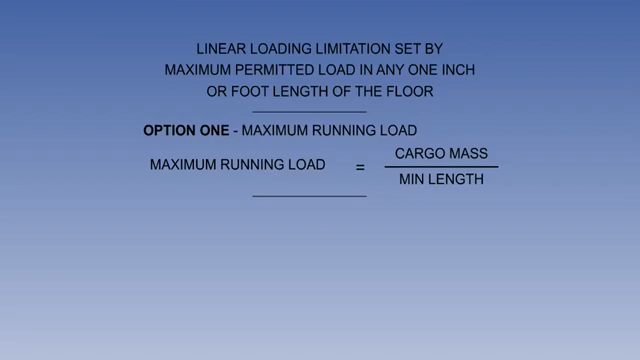 LINEAR LOADING LIMITATION SET BY
MAXIMUM PERMITTED LOAD IN ANY ONE INCH
OR FOOT LENGTH OF THE FLOOR
OPTION ONE - MAXIMUM RUNNING LOAD
MAXIMUM RUNNING LOAD = CARGO MASS
MIN LENGTH